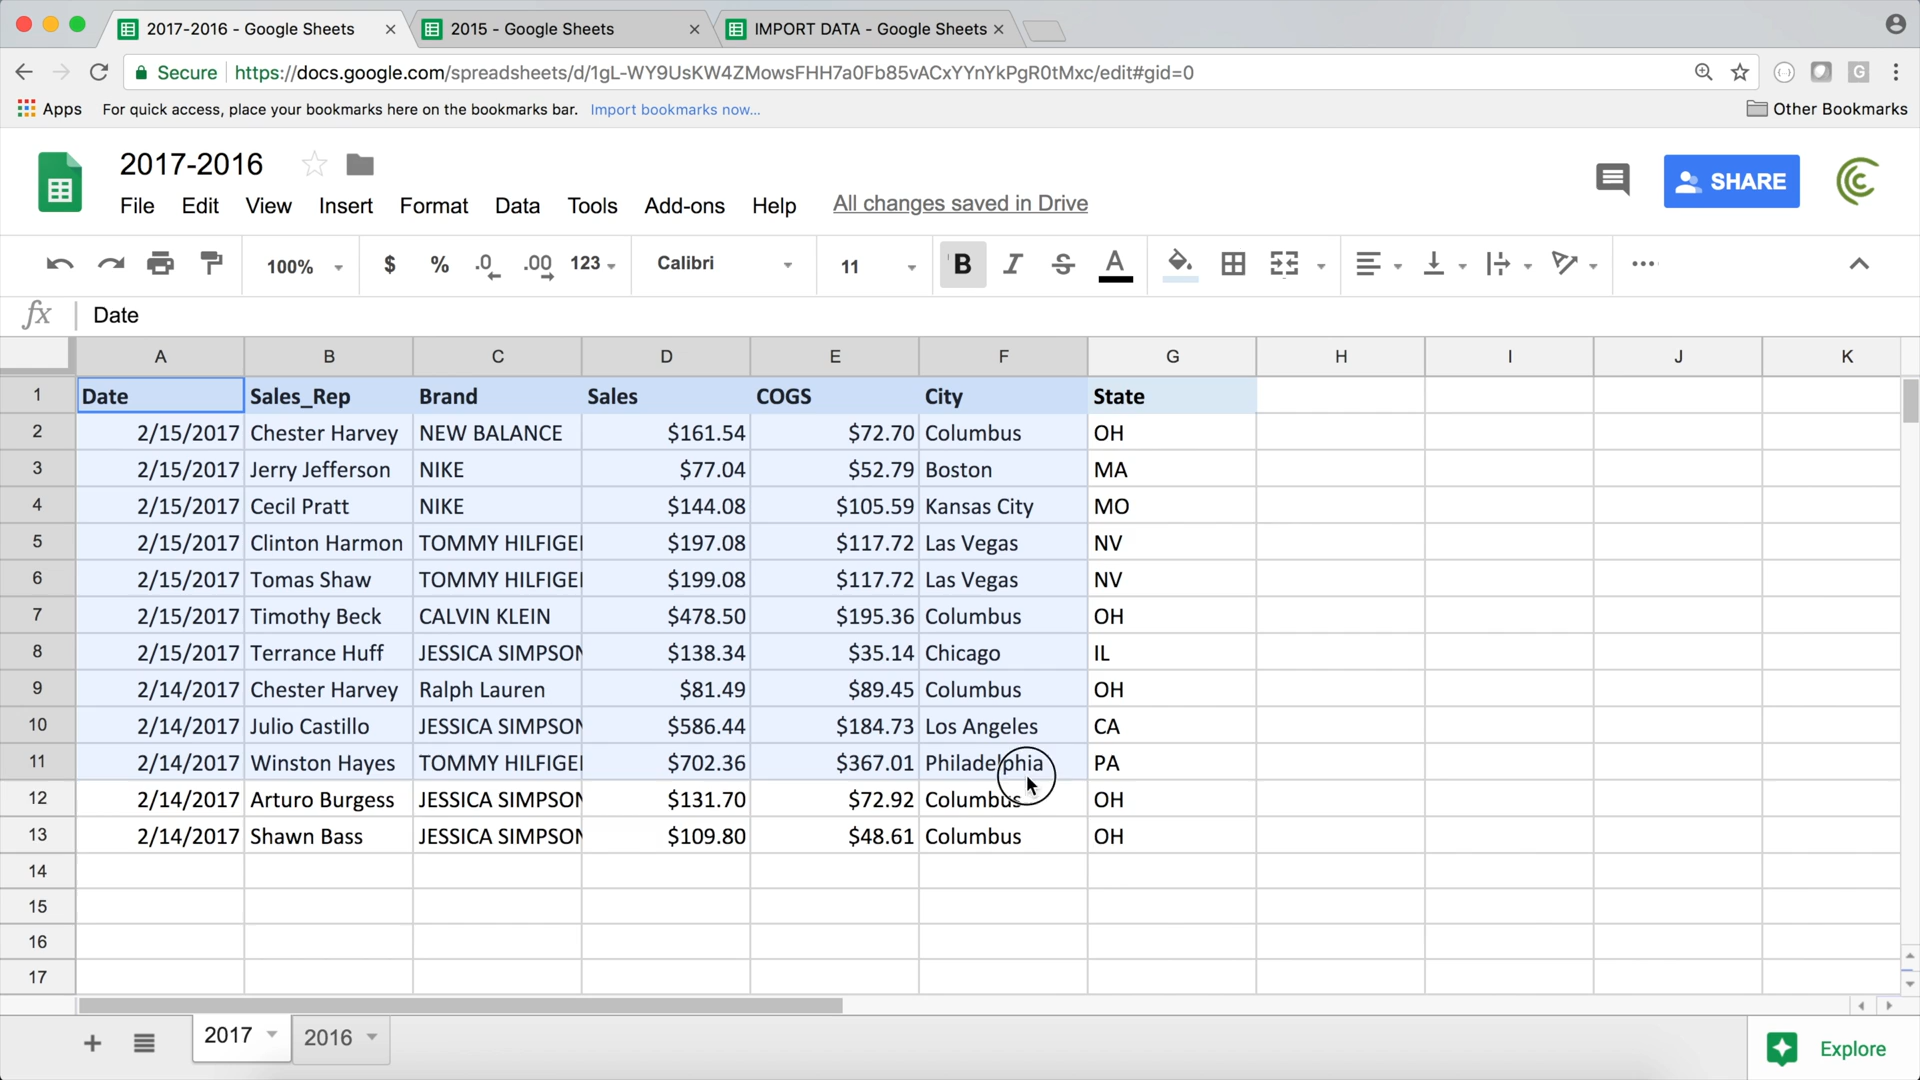 2017-2016 - Google Sheets 2015 - Google Sheets IMPORT DATA - Google Sheets
Secure https://docs.google.com/spreadsheets/d/1gL-WY9UsKW4ZMowsFHH7a0Fb85vACxYYnYkPgR0tMxc/edit#gid=0
Apps For quick access, place your bookmarks here on the bookmarks bar. Import bookmarks now... Other Bookmarks
2017-2016
File Edit View Insert Format Data Tools Add-ons Help All changes saved in Drive SHARE
100% $ % .0 .00 123 Calibri 11 B I S A
fx Date
A B C D E F G H I J K
1 Date Sales_Rep Brand Sales COGS City State
2 2/15/2017 Chester Harvey NEW BALANCE $161.54 $72.70 Columbus OH
3 2/15/2017 Jerry Jefferson NIKE $77.04 $52.79 Boston MA
4 2/15/2017 Cecil Pratt NIKE $144.08 $105.59 Kansas City MO
5 2/15/2017 Clinton Harmon TOMMY HILFIGE $197.08 $117.72 Las Vegas NV
6 2/15/2017 Tomas Shaw TOMMY HILFIGE $199.08 $117.72 Las Vegas NV
7 2/15/2017 Timothy Beck CALVIN KLEIN $478.50 $195.36 Columbus OH
8 2/15/2017 Terrance Huff JESSICA SIMPSON $138.34 $35.14 Chicago IL
9 2/14/2017 Chester Harvey Ralph Lauren $81.49 $89.45 Columbus OH
10 2/14/2017 Julio Castillo JESSICA SIMPSON $586.44 $184.73 Los Angeles CA
11 2/14/2017 Winston Hayes TOMMY HILFIGE $702.36 $367.01 Philadelphia PA
12 2/14/2017 Arturo Burgess JESSICA SIMPSON $131.70 $72.92 Columbus OH
13 2/14/2017 Shawn Bass JESSICA SIMPSON $109.80 $48.61 Columbus OH
14
15
16
17
2017 2016 Explore